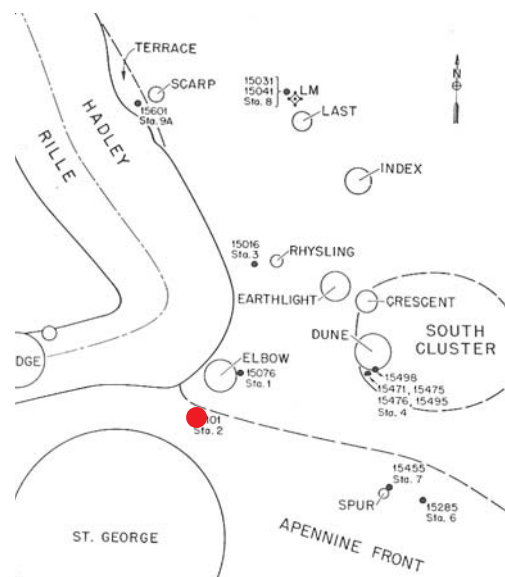 TERRACE
SCARP
15601
Sta. 9A
15031
15041
Sta. 8
LM
LAST
N
HADLEY
RILLE
INDEX
15016
Sta. 3
RHYSLING
EARTHLIGHT
CRESCENT
DUNE
SOUTH
CLUSTER
DGE
ELBOW
15076
Sta. 1
15498
15471, 15475
15476, 15495
Sta. 4
101
Sta. 2
15455
Sta. 7
SPUR
15285
Sta. 6
ST. GEORGE
APENNINE FRONT